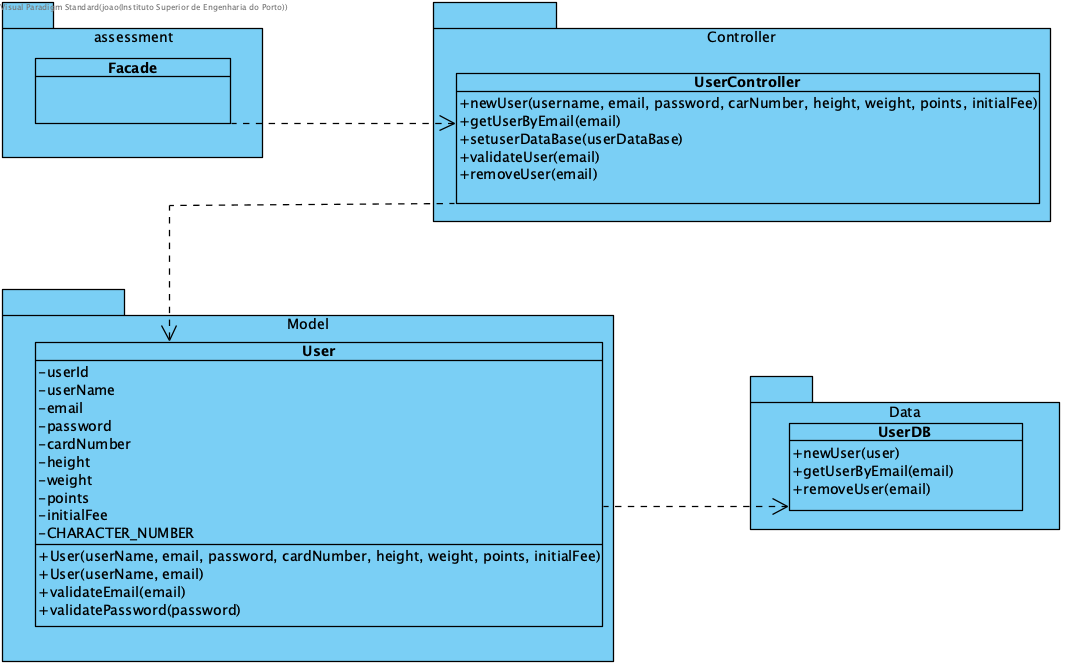 Visual Paradigm Standard(joao(Instituto Superior de Engenharia do Porto))
assessment
Facade
Controller
UserController
+newUser(username, email, password, carNumber, height, weight, points, initialFee)
+getUserByEmail(email)
+setuserDataBase(userDataBase)
+validateUser(email)
+removeUser(email)
Model
User
-userId
-userName
-email
-password
-cardNumber
-height
-weight
-points
-initialFee
-CHARACTER_NUMBER
+User(userName, email, password, cardNumber, height, weight, points, initialFee)
+User(userName, email)
+validateEmail(email)
+validatePassword(password)
Data
UserDB
+newUser(user)
+getUserByEmail(email)
+removeUser(email)